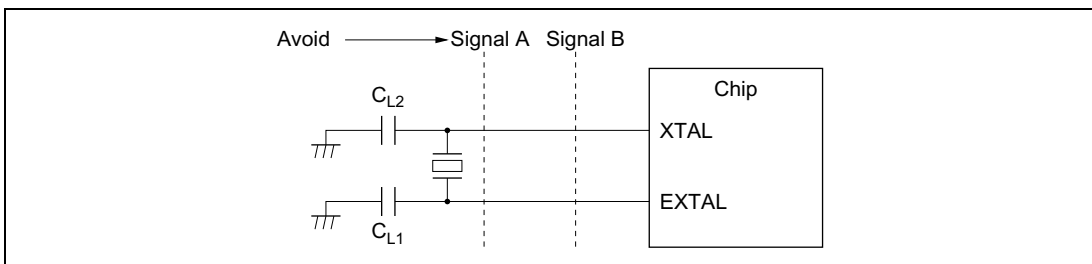 Avoid Signal A Signal B
Chip
CL2
XTAL
EXTAL
CL1